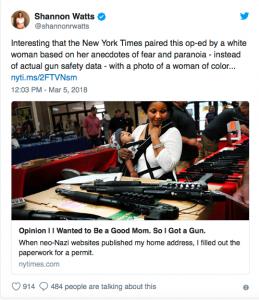 Shannon Watts
@shannonrwatts
Interesting that the New York Times paired this op-ed by a white
woman based on her anecdotes of fear and paranoia - instead
of actual gun safety data - with a photo of a woman of color...
nyti.ms/2FTVNsm
12:03 PM - Mar 5, 2018
Opinion I I Wanted to Be a Good Mom. So I Got a Gun.
When neo-Nazi websites published my home address, I filled out the
paperwork for a permit.
nytimes.com
914 484 people are talking about this